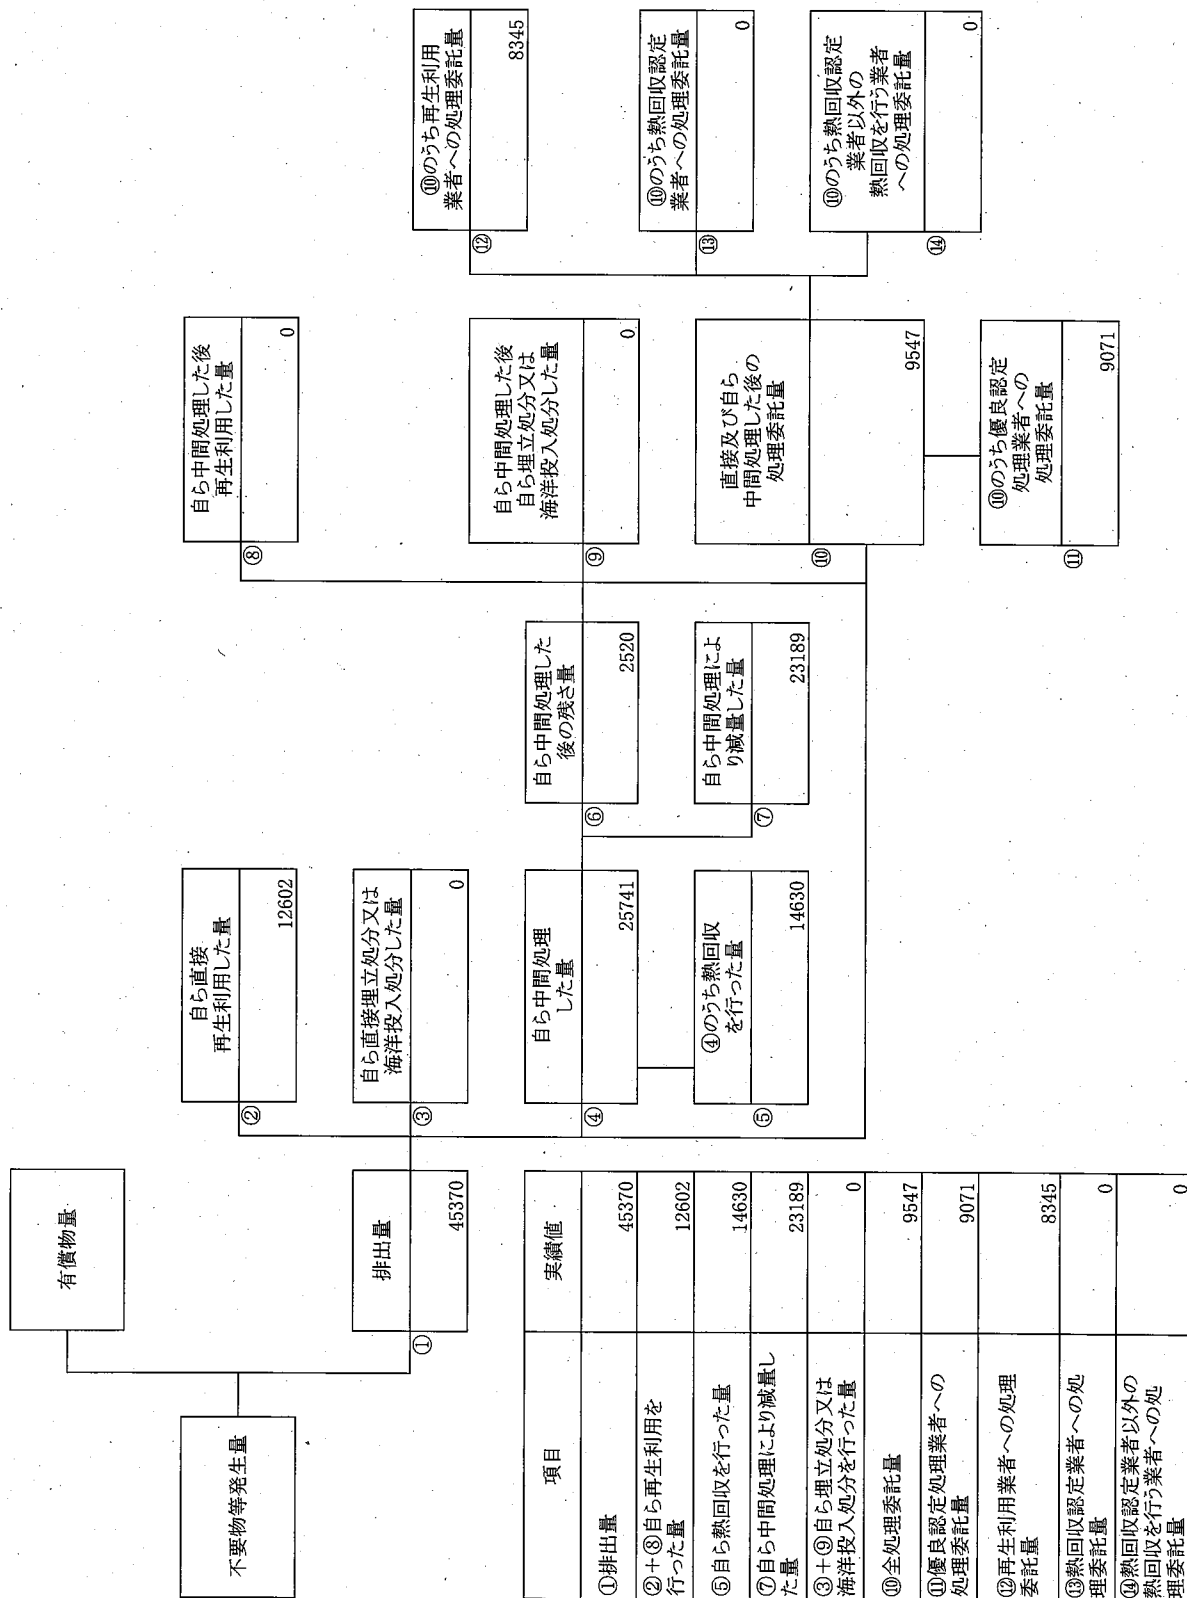 不要物等発生量
有償物量
①
排出量
45370
②
自ら直接
再生利用した量
12602
③
自ら直接埋立処分又は
海洋投入処分した量
0
④
自ら中間処理
した量
25741
⑤
④のうち熱回収
を行った量
14630
⑥
自ら中間処理した
後の残さ量
2520
⑦
自ら中間処理によ
り減量した量
23189
⑧
自ら中間処理した後
再生利用した量
0
⑨
自ら中間処理した後
自ら埋立処分又は
海洋投入処分した量
0
⑩
直接及び自ら
中間処理した後の
処理委託量
9547
⑪
⑩のうち優良認定
処理業者への
処理委託量
9071
⑫
⑩のうち再生利用
業者への処理委託量
8345
⑬
⑩のうち熱回収認定
業者への処理委託量
0
⑭
⑩のうち熱回収認定
業者以外の
熱回収を行う業者
への処理委託量
0
項目 実績値
①排出量 45370
②+⑧自ら再生利用を
行った量 12602
⑤自ら熱回収を行った量 14630
⑦自ら中間処理により減量し
た量 23189
③+⑨自ら埋立処分又は
海洋投入処分を行った量 0
⑩全処理委託量 9547
⑪優良認定処理業者への
処理委託量 9071
⑫再生利用業者への処理
委託量 8345
⑬熱回収認定業者への処
理委託量 0
⑭熱回収認定業者以外の
熱回収を行う業者への処
理委託量 0